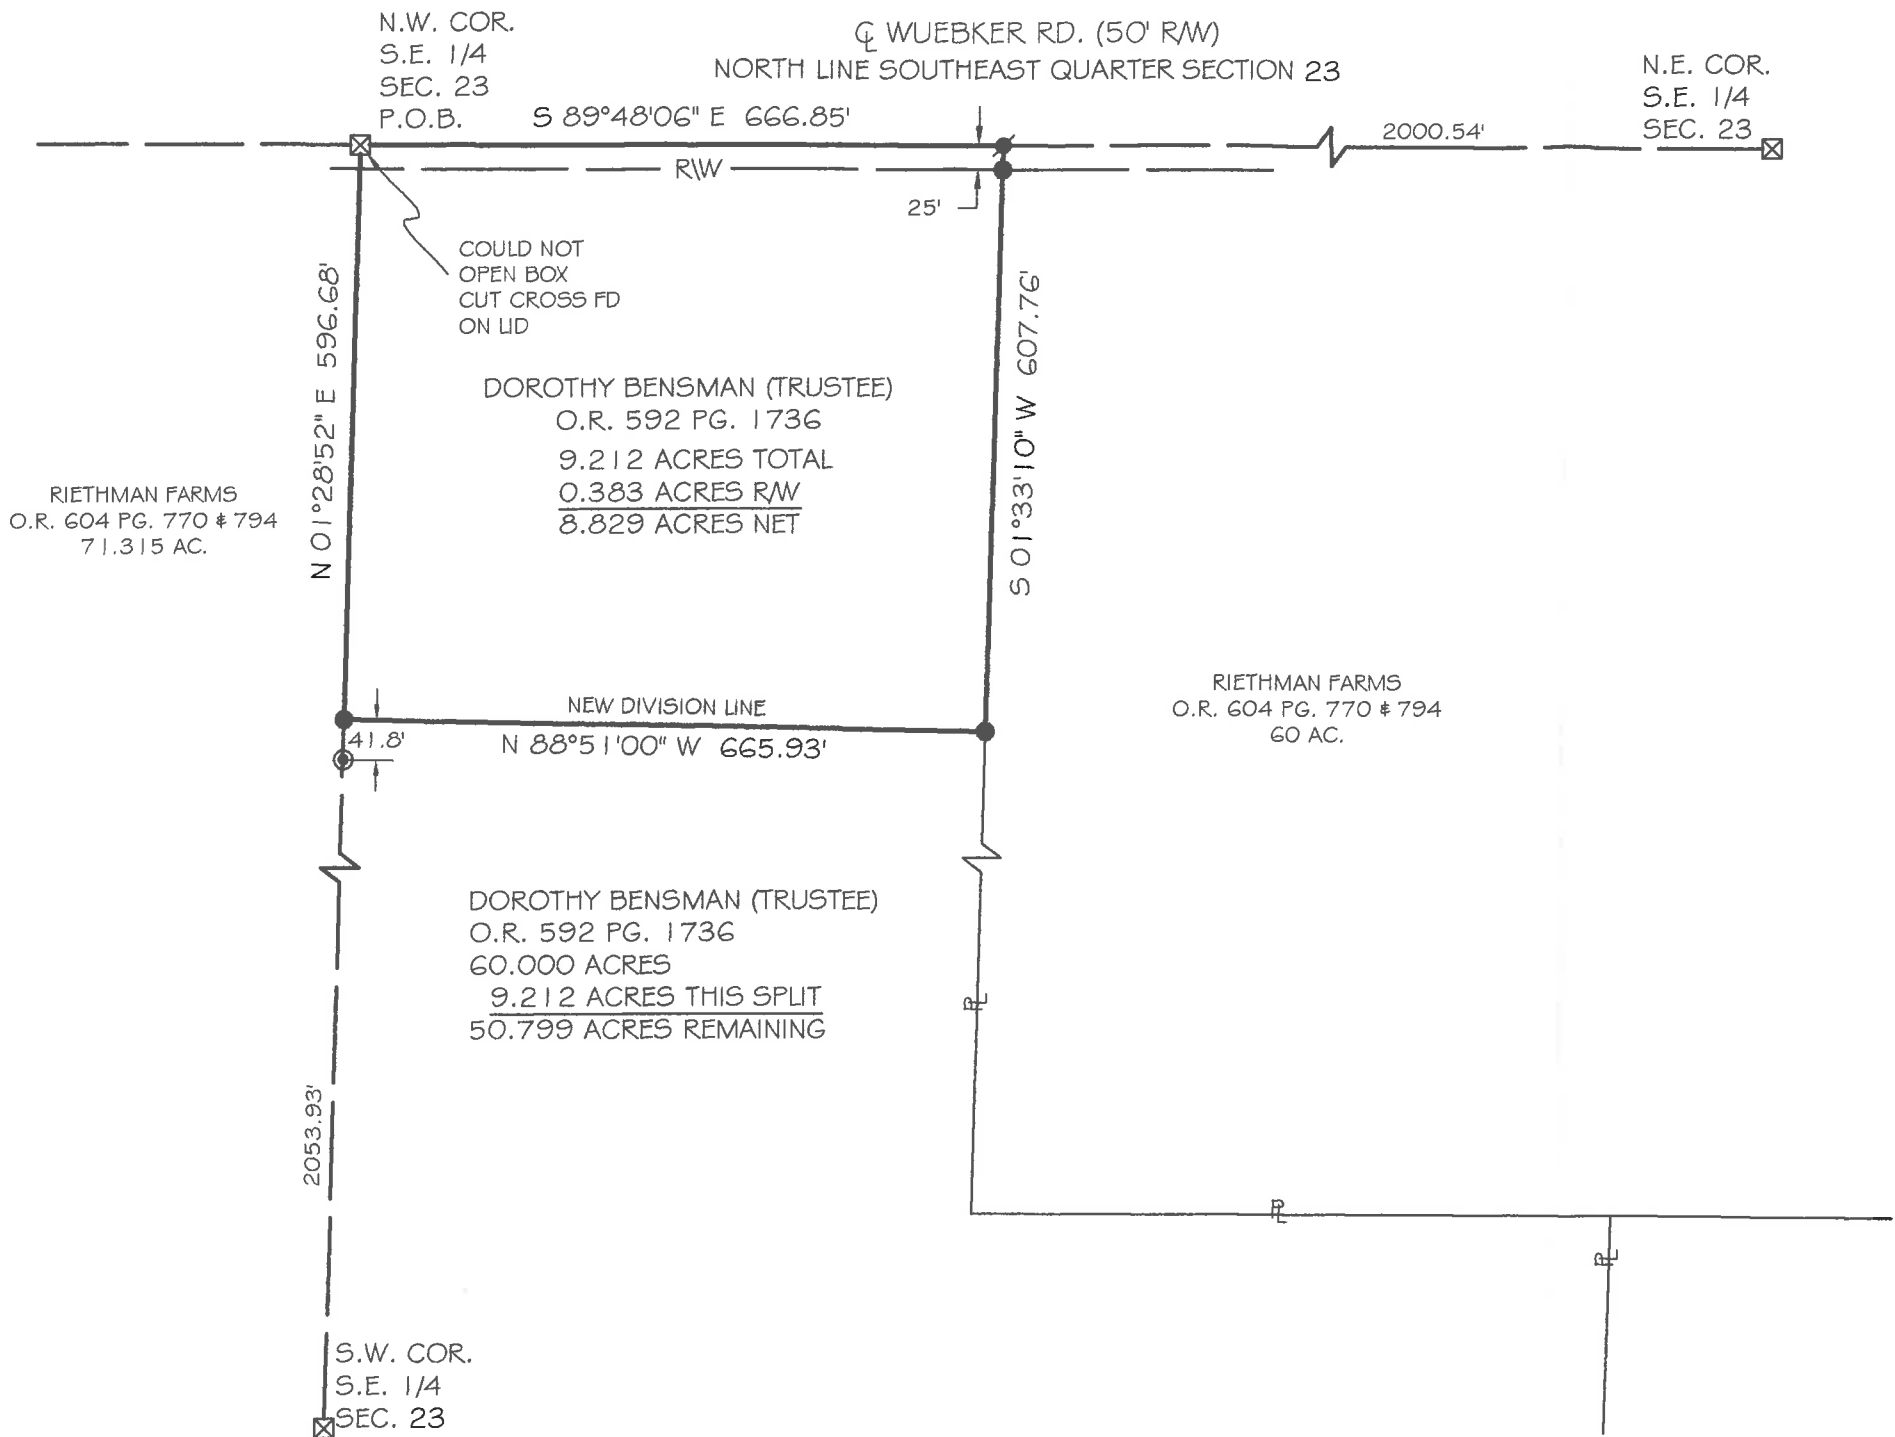 N.W. COR.
S.E. 1/4
SEC. 23
P.O.B.
℄ WUEBKER RD. (50' R/W)
NORTH LINE SOUTHEAST QUARTER SECTION 23
N.E. COR.
S.E. 1/4
SEC. 23
S 89°48'06" E 666.85'
2000.54'
R\W
25'
COULD NOT
OPEN BOX
CUT CROSS FD
ON LID
N 01°28'52" E 596.68'
S 01°33'10" W 607.76'
DOROTHY BENSMAN (TRUSTEE)
O.R. 592 PG. 1736
9.212 ACRES TOTAL
0.383 ACRES R/W
8.829 ACRES NET
RIETHMAN FARMS
O.R. 604 PG. 770 & 794
71.315 AC.
NEW DIVISION LINE
N 88°51'00" W 665.93'
41.8'
RIETHMAN FARMS
O.R. 604 PG. 770 & 794
60 AC.
DOROTHY BENSMAN (TRUSTEE)
O.R. 592 PG. 1736
60.000 ACRES
9.212 ACRES THIS SPLIT
50.799 ACRES REMAINING
PL
2053.93'
PL
PL
S.W. COR.
S.E. 1/4
SEC. 23